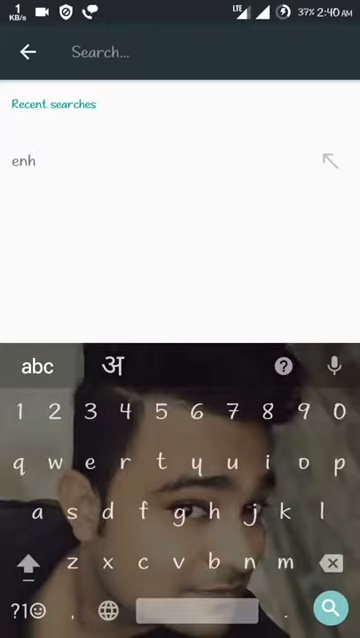 1
KB/s
LTE
37% 2:40 AM
Search...
Recent searches
enh
abc
अ
?
1 2 3 4 5 6 7 8 9 0
q w e r t y u i o p
a s d f g h j k l
z x c v b n m
?1☺ , .